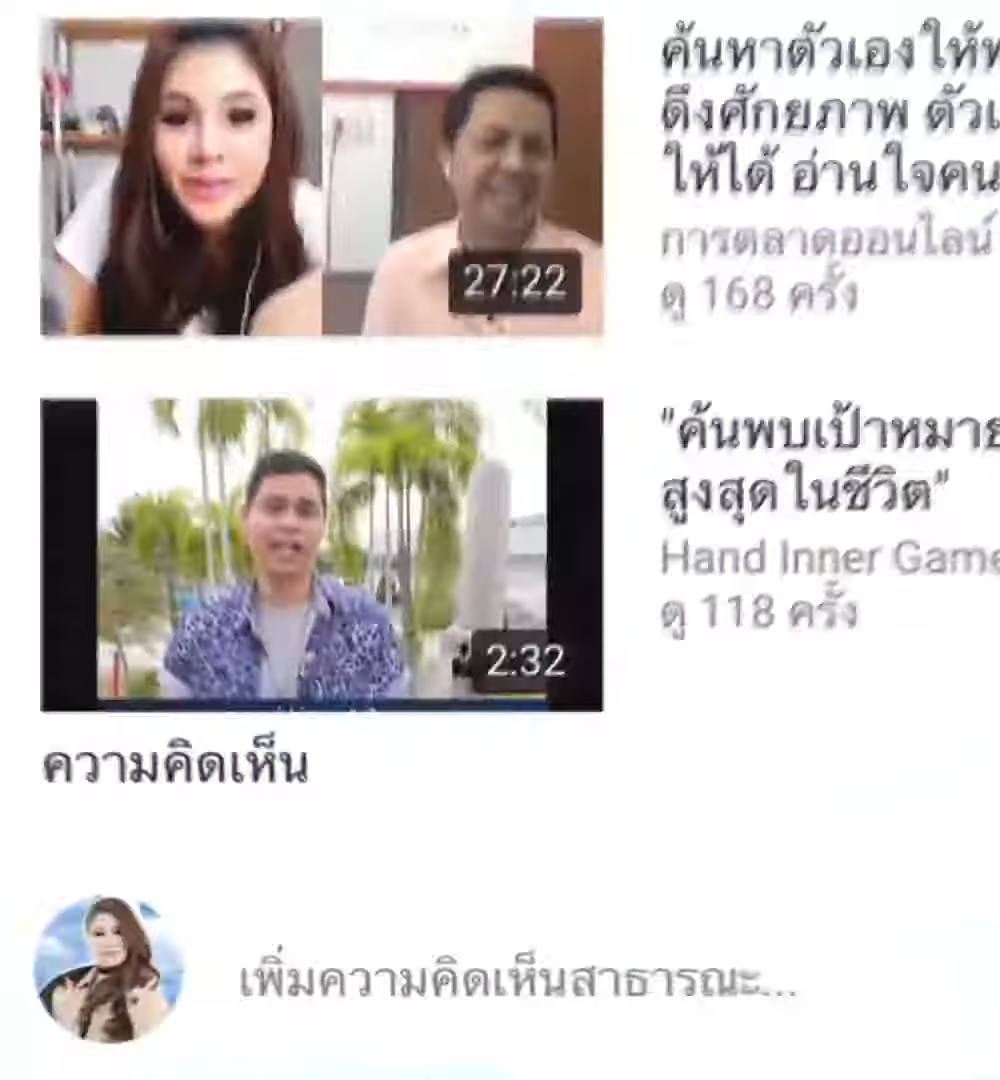 ค้นหาตัวเองให้พ
ดึงศักยภาพ ตัวเ
ให้ได้ อ่านใจคน
การตลาดออนไลน์
ดู 168 ครั้ง
27:22
"ค้นพบเป้าหมาย
สูงสุดในชีวิต"
Hand Inner Game
ดู 118 ครั้ง
2:32
ความคิดเห็น
เพิ่มความคิดเห็นสาธารณะ...